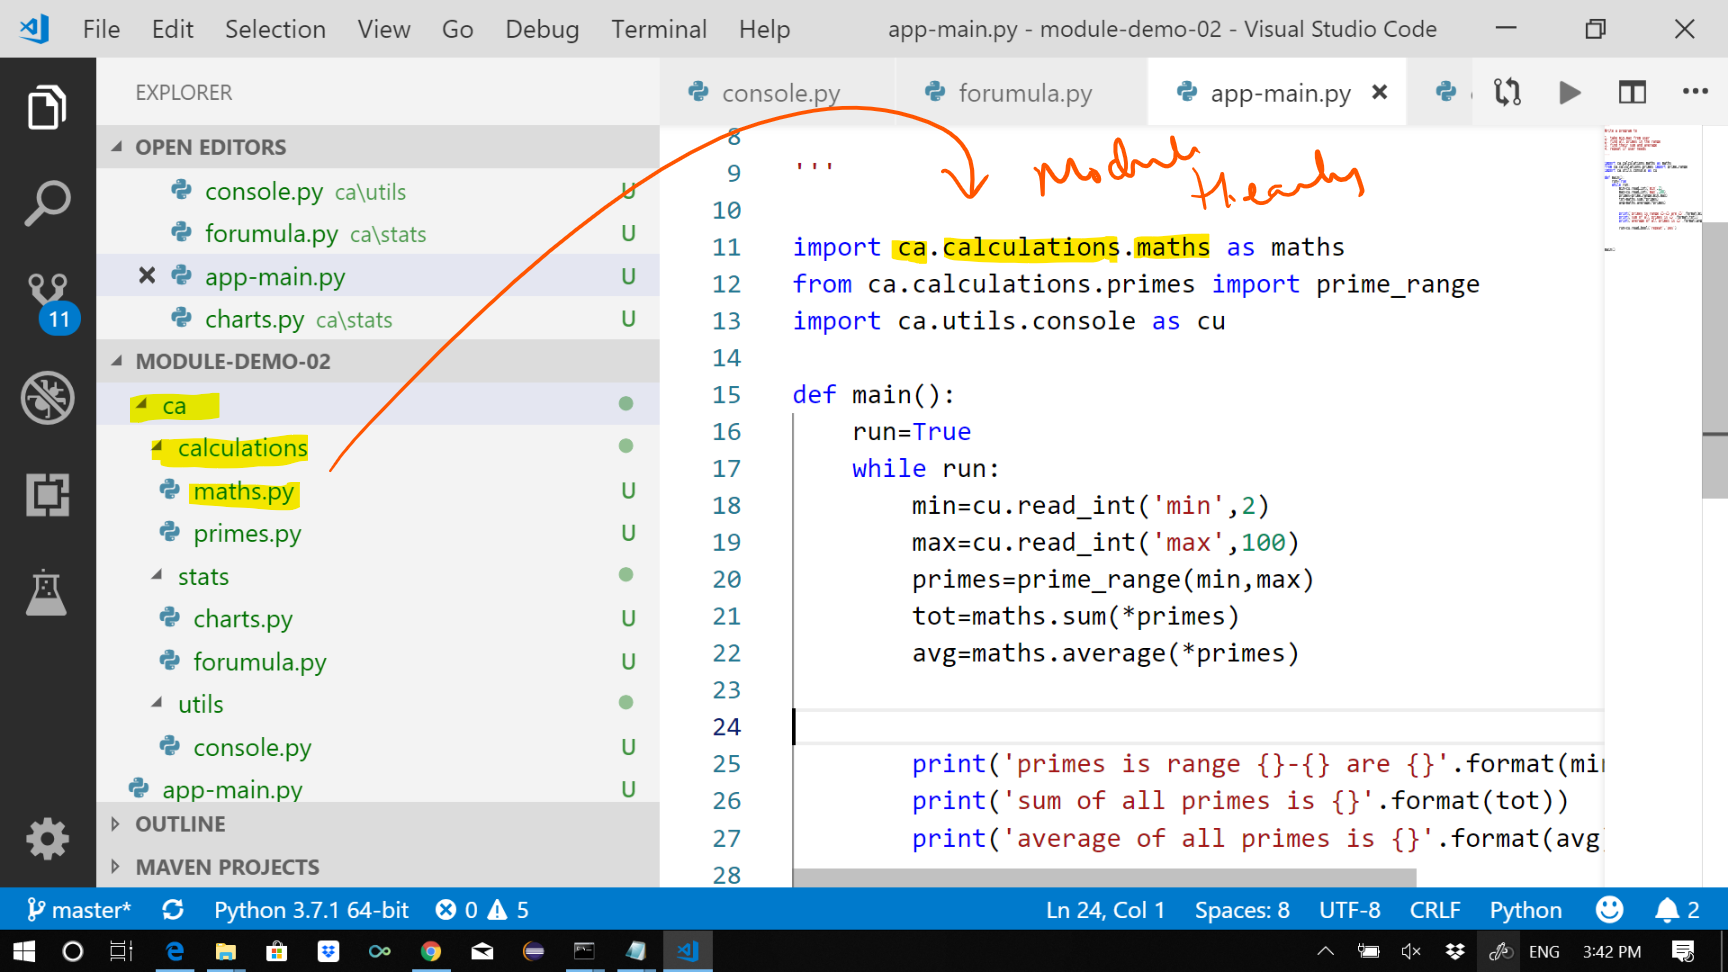 File Edit Selection View Go Debug Terminal Help app-main.py - module-demo-02 - Visual Studio Code
EXPLORER
OPEN EDITORS
console.py ca\utils U
forumula.py ca\stats U
app-main.py U
charts.py ca\stats U
MODULE-DEMO-02
ca
calculations
maths.py U
primes.py U
stats
charts.py U
forumula.py U
utils
console.py U
app-main.py U
OUTLINE
MAVEN PROJECTS
11
console.py forumula.py app-main.py
Module
8
9 '''
10
11 import ca.calculations.maths as maths
12 from ca.calculations.primes import prime_range
13 import ca.utils.console as cu
14
15 def main():
16 run=True
17 while run:
18 min=cu.read_int('min',2)
19 max=cu.read_int('max',100)
20 primes=prime_range(min,max)
21 tot=maths.sum(*primes)
22 avg=maths.average(*primes)
23
24
25 print('primes is range {}-{} are {}'.format(min
26 print('sum of all primes is {}'.format(tot))
27 print('average of all primes is {}'.format(avg)
28
master* Python 3.7.1 64-bit 0 5 Ln 24, Col 1 Spaces: 8 UTF-8 CRLF Python 2
ENG 3:42 PM